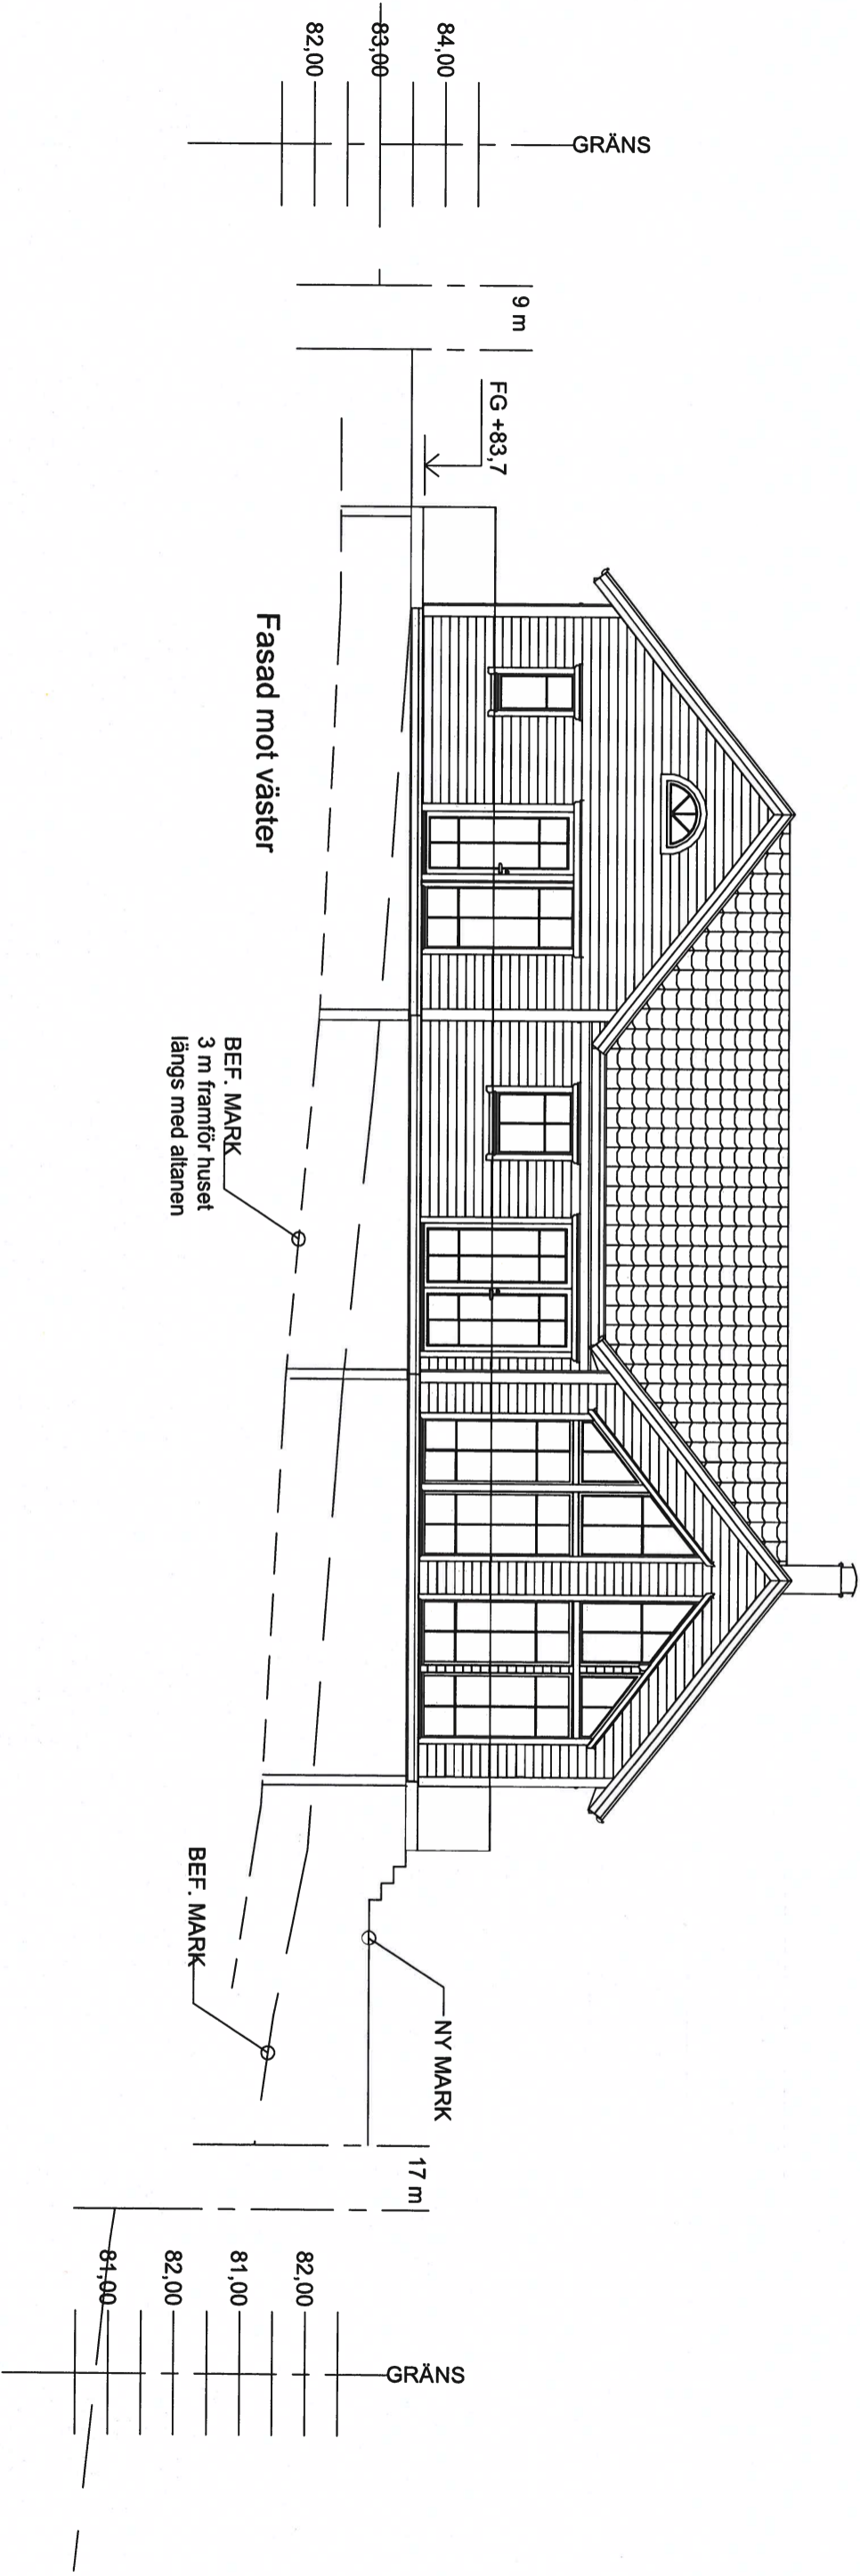 GRÄNS
84,00
83,00
82,00
9 m
FG +83,7
Fasad mot väster
BEF. MARK
3 m framför huset
längs med altanen
BEF. MARK
NY MARK
17 m
GRÄNS
82,00
81,00
82,00
81,00